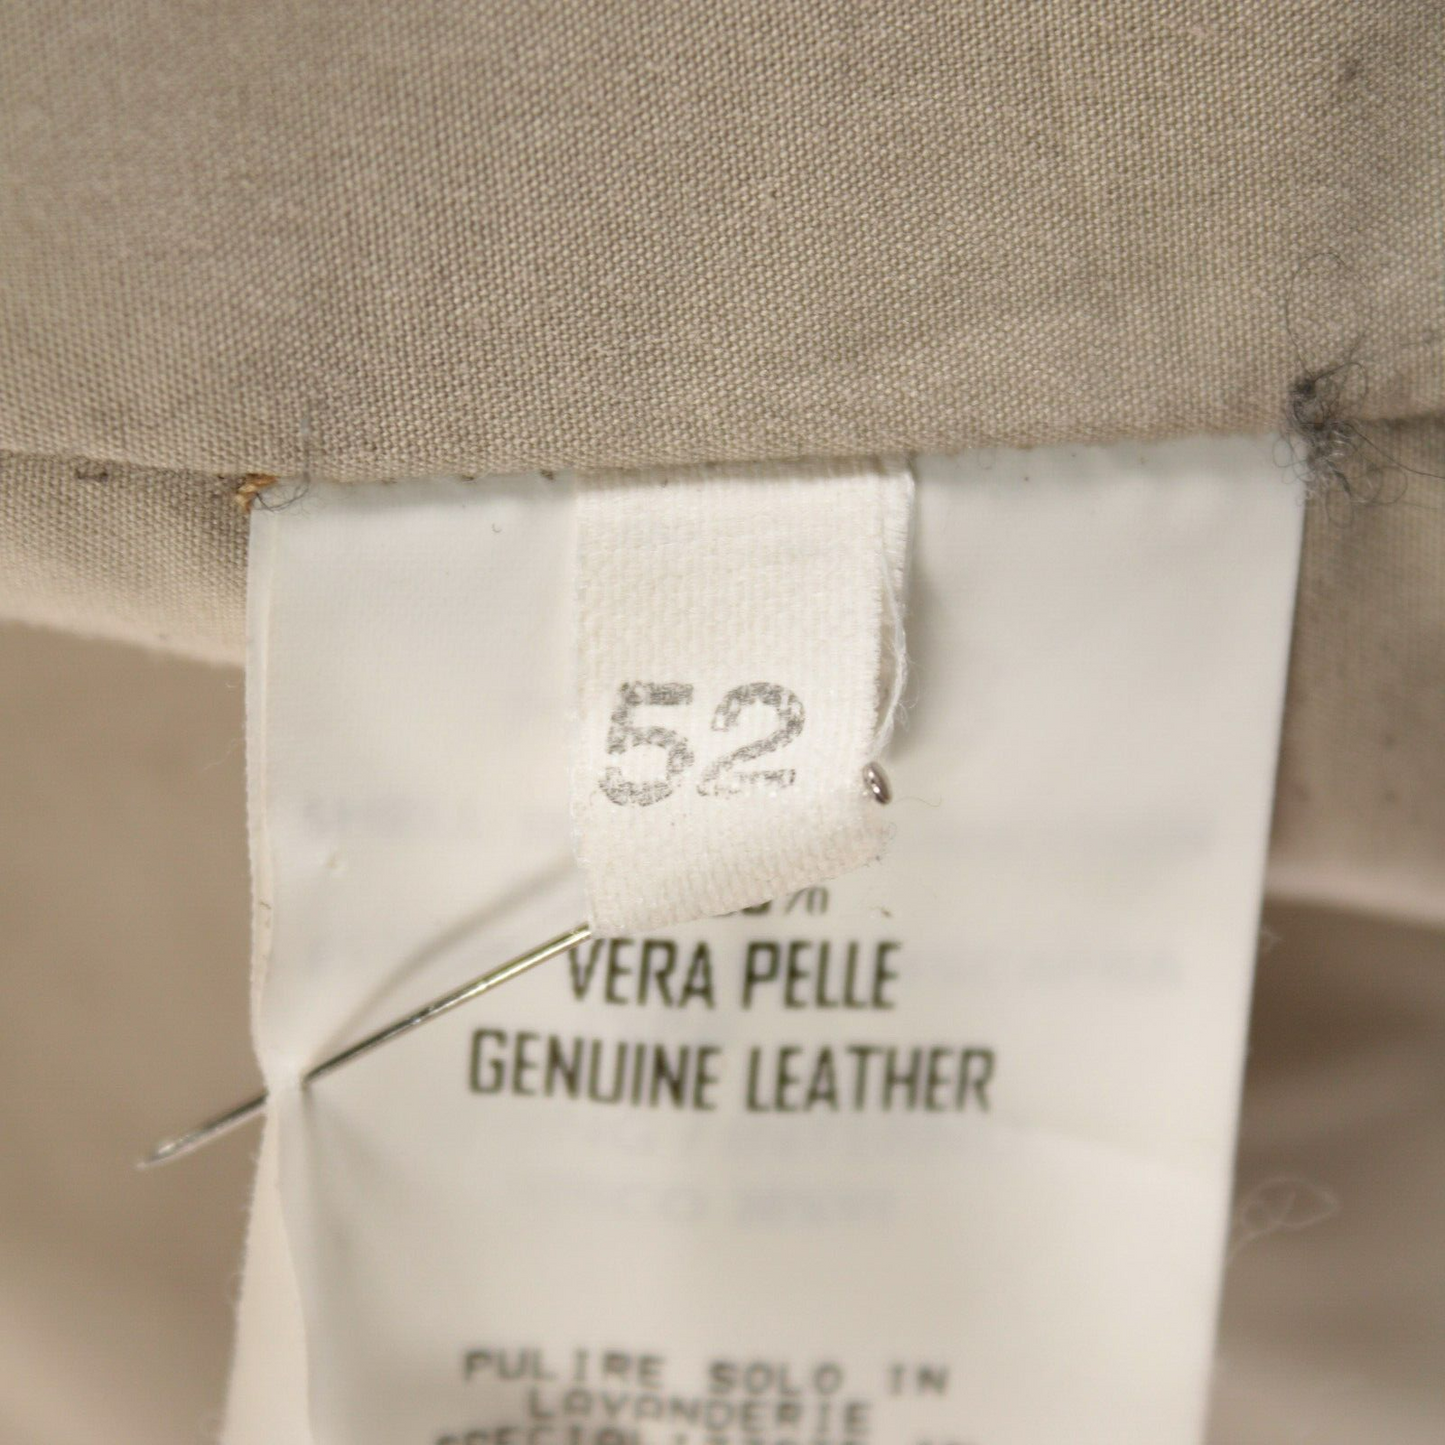 52
VERA PELLE
GENUINE LEATHER
PULIRE SOLO IN
LAVANDERIE